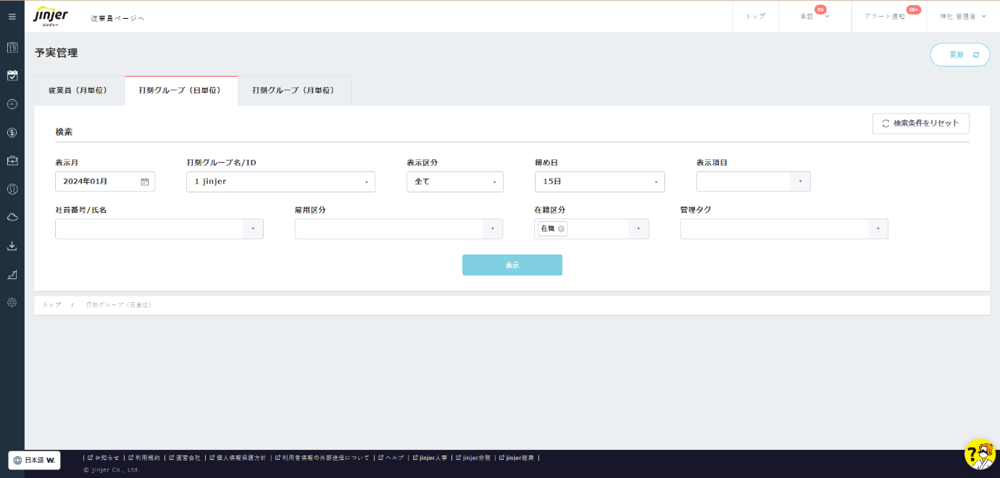 jinjer
ジンジャー
従業員ページへ
トップ
承認
69
アラート通知
99+
神社 管理者
19
予実管理
更新
従業員（月単位）
打刻グループ（日単位）
打刻グループ（月単位）
検索
検索条件をリセット
表示月
打刻グループ名/ID
表示区分
締め日
表示項目
2024年01月
1 jinjer
全て
15日
社員番号/氏名
雇用区分
在籍区分
管理タグ
在職
表示
トップ / 打刻グループ（日単位）
日本語 W.
| お知らせ | 利用規約 | 運営会社 | 個人情報保護方針 | 利用者情報の外部送信について | ヘルプ | jinjer人事 | jinjer労務 | jinjer経費 |
© jinjer Co., Ltd.
?